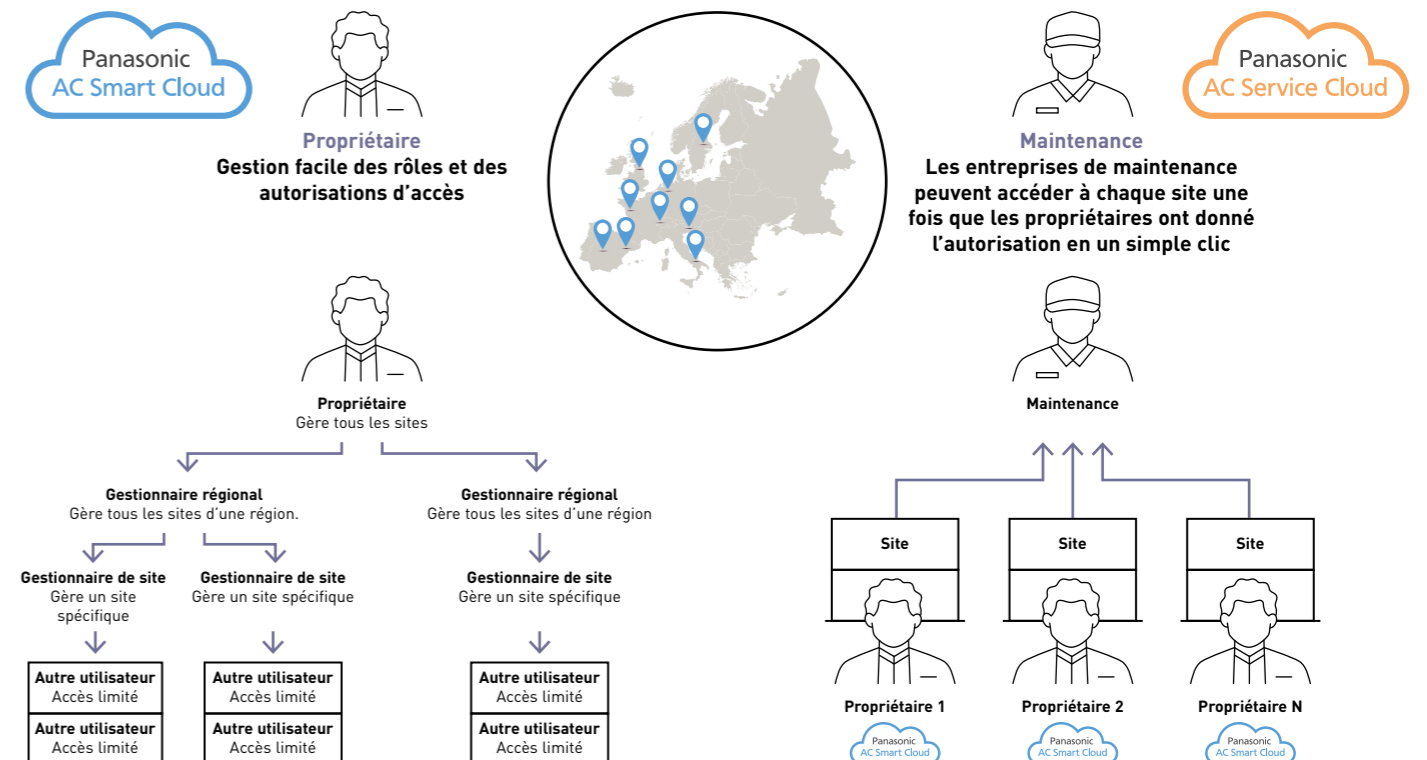 Panasonic
AC Smart Cloud
Propriétaire
Gestion facile des rôles et des
autorisations d’accès
Maintenance
Les entreprises de maintenance
peuvent accéder à chaque site une
fois que les propriétaires ont donné
l’autorisation en un simple clic
Panasonic
AC Service Cloud
Propriétaire
Gère tous les sites
Gestionnaire régional
Gère tous les sites d’une région.
Gestionnaire régional
Gère tous les sites d’une région
Gestionnaire de site
Gère un site
spécifique
Gestionnaire de site
Gère un site spécifique
Gestionnaire de site
Gère un site spécifique
Autre utilisateur
Accès limité
Autre utilisateur
Accès limité
Autre utilisateur
Accès limité
Autre utilisateur
Accès limité
Autre utilisateur
Accès limité
Autre utilisateur
Accès limité
Maintenance
Site
Site
Site
Propriétaire 1
Propriétaire 2
Propriétaire N
Panasonic
AC Smart Cloud
Panasonic
AC Smart Cloud
Panasonic
AC Smart Cloud